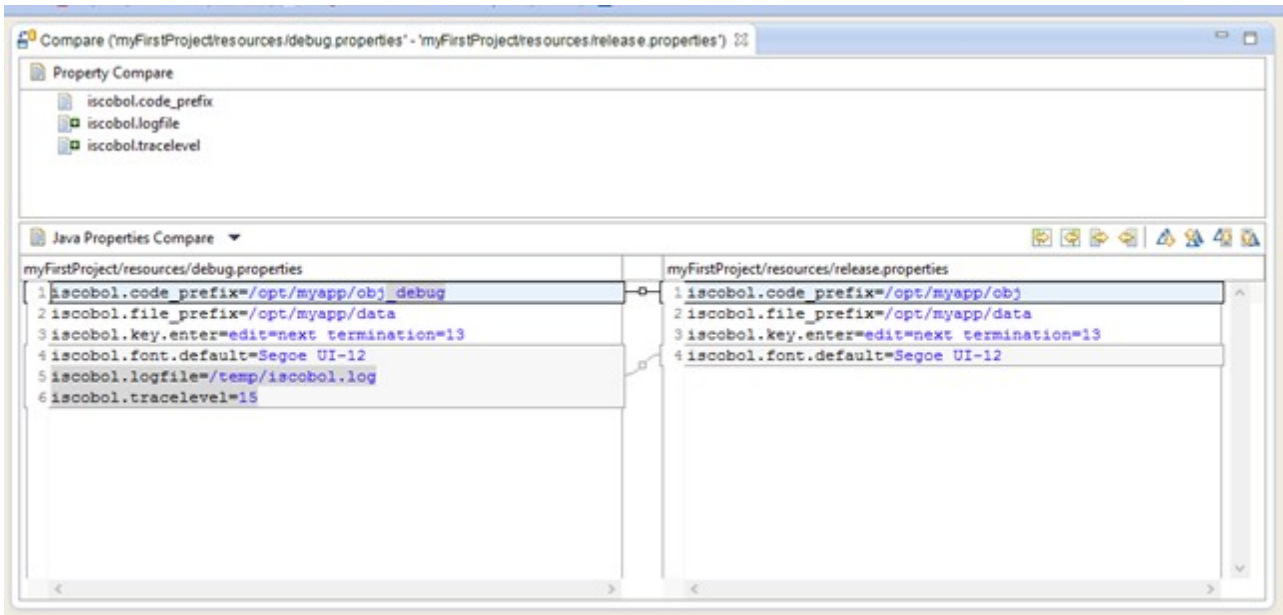 Compare ('myFirstProject/resources/debug.properties' - 'myFirstProject/resources/release.properties')
Property Compare
iscobol.code_prefix
iscobol.logfile
iscobol.tracelevel
Java Properties Compare
myFirstProject/resources/debug.properties
1 iscobol.code_prefix=/opt/myapp/obj_debug
2 iscobol.file_prefix=/opt/myapp/data
3 iscobol.key.enter=edit=next termination=13
4 iscobol.font.default=Segoe UI-12
5 iscobol.logfile=/temp/iscobol.log
6 iscobol.tracelevel=15
myFirstProject/resources/release.properties
1 iscobol.code_prefix=/opt/myapp/obj
2 iscobol.file_prefix=/opt/myapp/data
3 iscobol.key.enter=edit=next termination=13
4 iscobol.font.default=Segoe UI-12